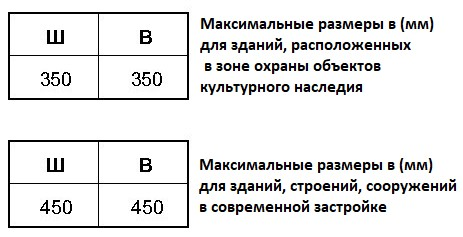 Ш В
350 350
Максимальные размеры в (мм)
для зданий, расположенных
в зоне охраны объектов
культурного наследия
Ш В
450 450
Максимальные размеры в (мм)
для зданий, строений, сооружений
в современной застройке